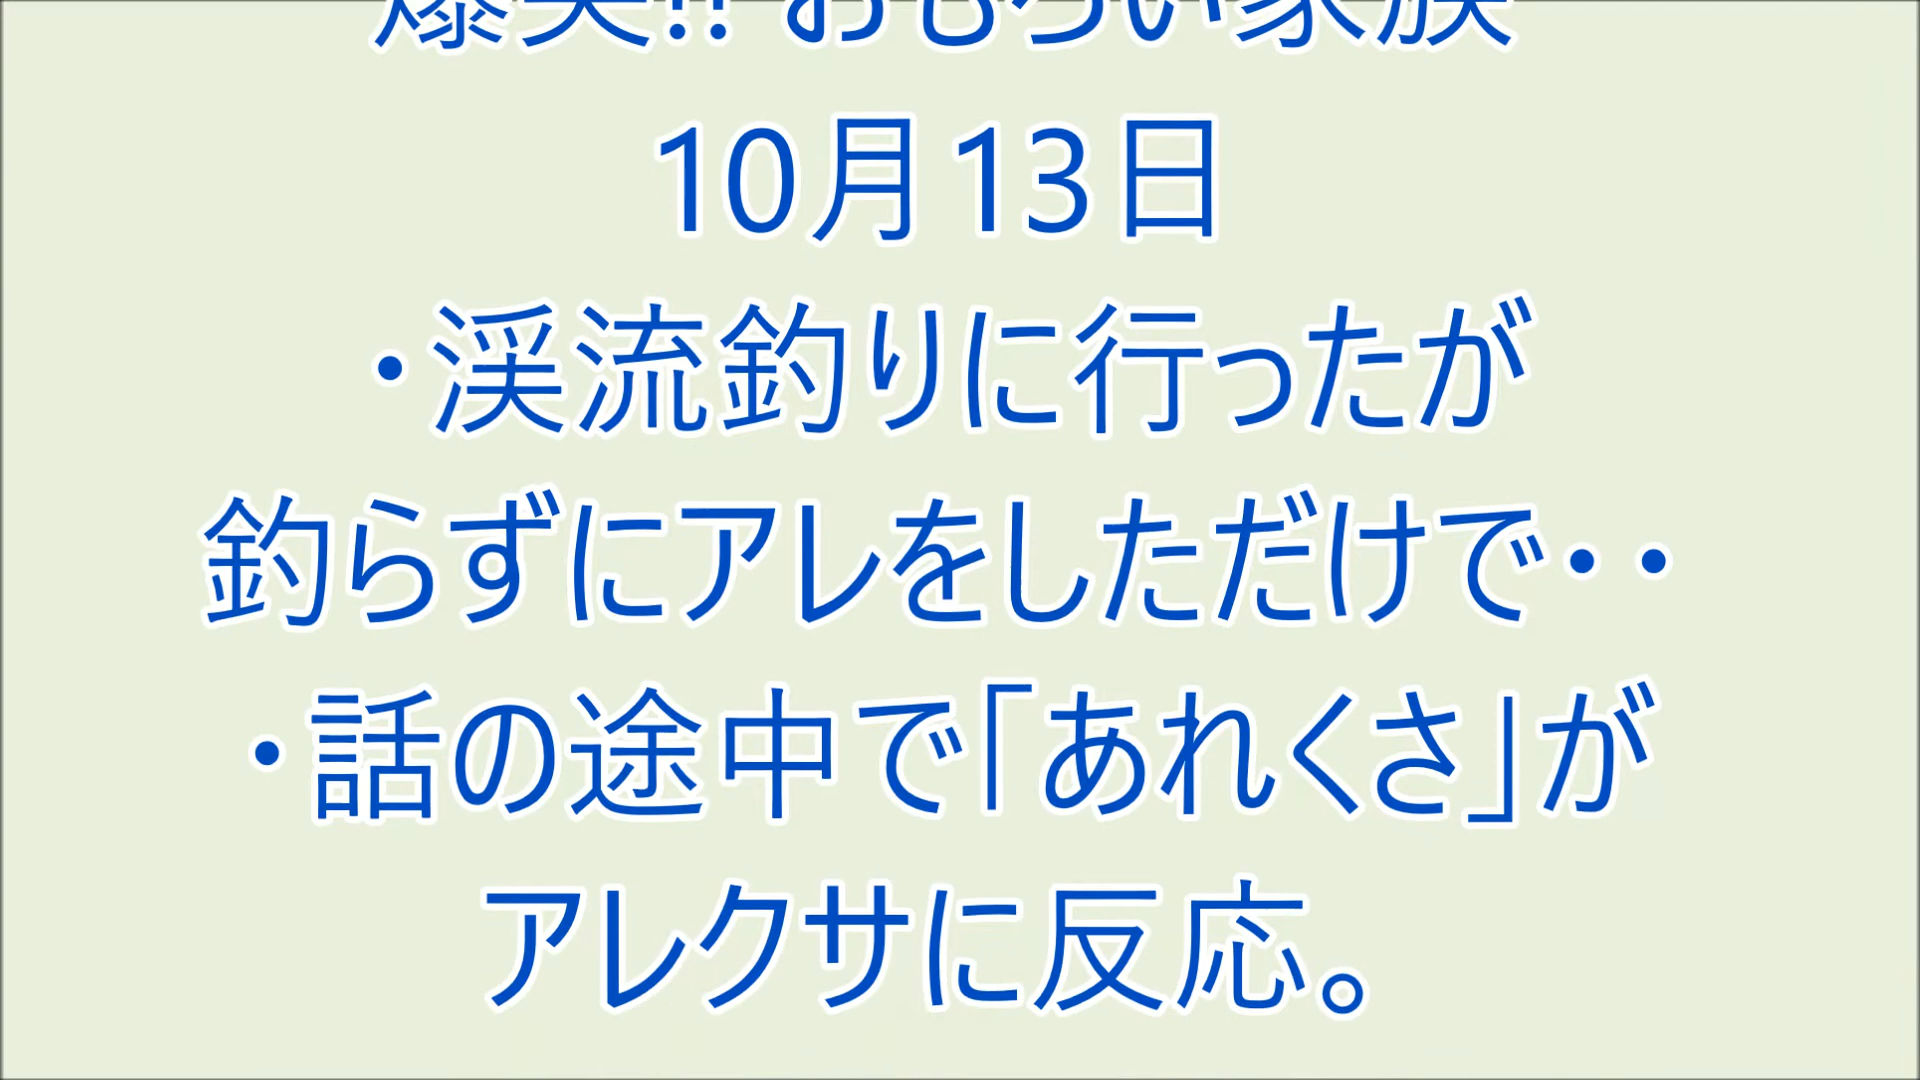 爆笑!! おもろい家族
10月13日
・渓流釣りに行ったが
釣らずにアレをしただけで・・
・話の途中で「あれくさ」が
アレクサに反応。